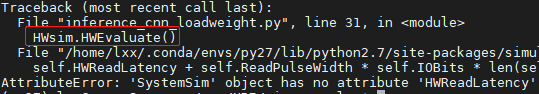 Traceback (most recent call last):
File "inference_cnn_loadweight.py", line 31, in <module>
HWsim.HWEvaluate()
File "/home/lxx/.conda/envs/py27/lib/python2.7/site-packages/simul
self.HWReadLatency + self.ReadPulseWidth * self.IOBits * len(sel
AttributeError: 'SystemSim' object has no attribute 'HWReadLatency'